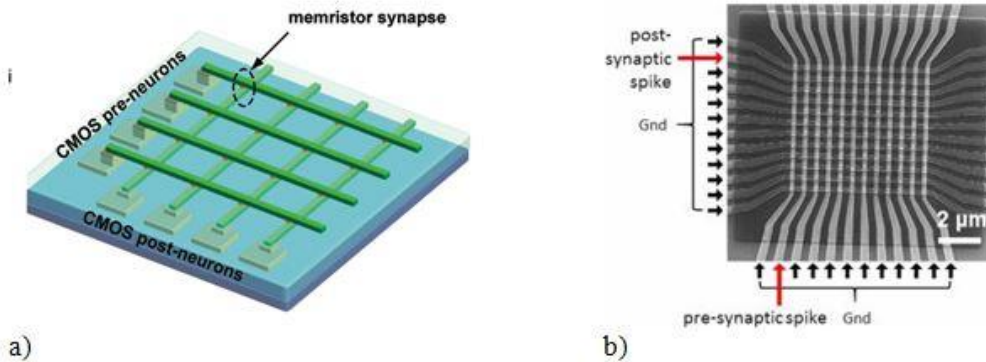 memristor synapse
i
CMOS pre-neurons
CMOS post-neurons
a)
post-
synaptic
spike
Gnd
2 µm
pre-synaptic spike Gnd
b)